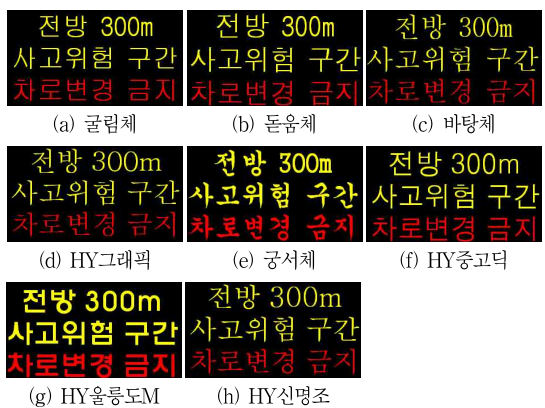 전방 300m
사고위험 구간
차로변경 금지
(a) 굴림체
전방 300m
사고위험 구간
차로변경 금지
(b) 돋움체
전방 300m
사고위험 구간
차로변경 금지
(c) 바탕체
전방 300m
사고위험 구간
차로변경 금지
(d) HY그래픽
전방 300m
사고위험 구간
차로변경 금지
(e) 궁서체
전방 300m
사고위험 구간
차로변경 금지
(f) HY중고딕
전방 300m
사고위험 구간
차로변경 금지
(g) HY울릉도M
전방 300m
사고위험 구간
차로변경 금지
(h) HY신명조